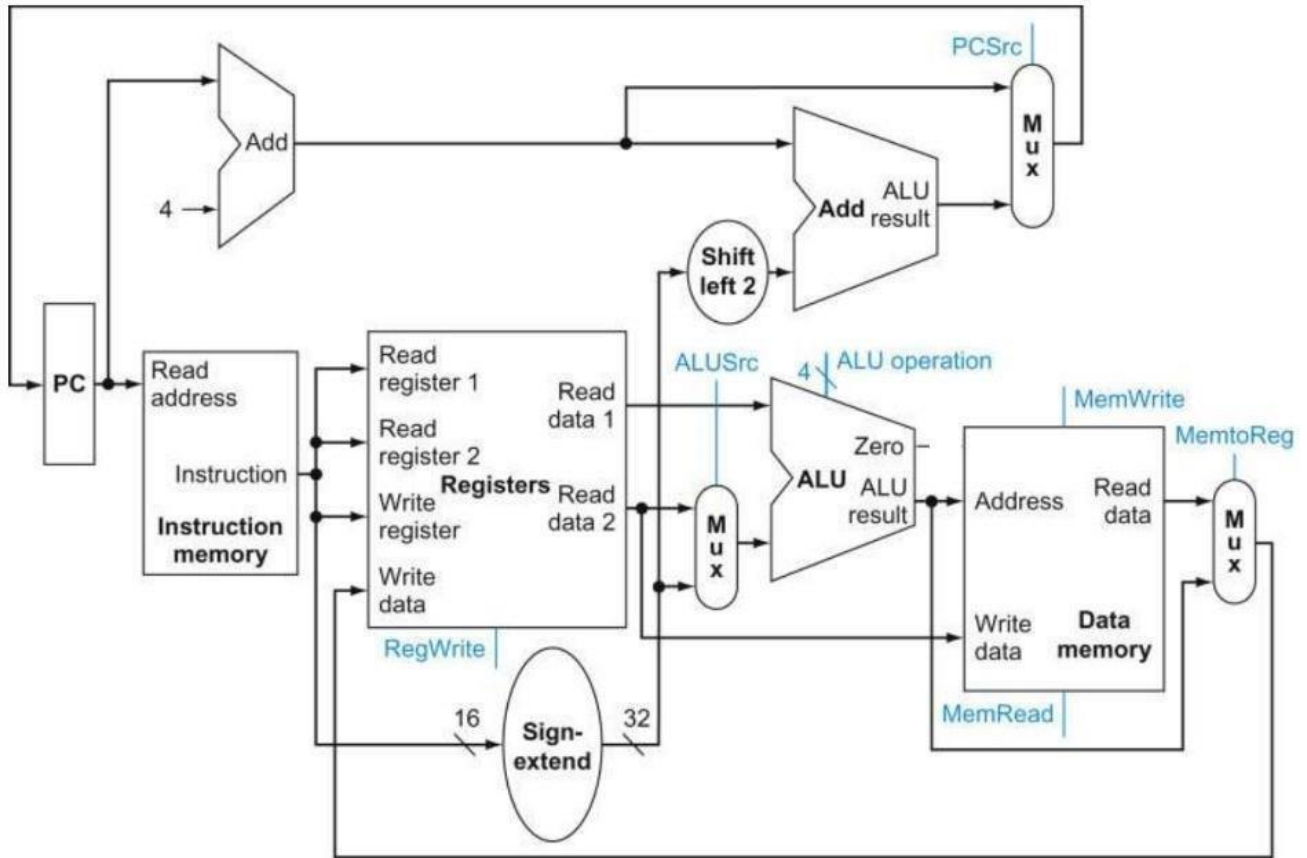 PCSrc
M
u
x
Add
4
Add
ALU
result
Shift
left 2
PC
Read
address
Instruction
Instruction
memory
Read
register 1
Read
register 2
Write
register
Write
data
Registers
Read
data 1
Read
data 2
RegWrite
16
Sign-
extend
32
ALUSrc
M
u
x
4
ALU operation
Zero
ALU
ALU
result
MemWrite
Address
Read
data
Write
data
Data
memory
MemRead
MemtoReg
M
u
x